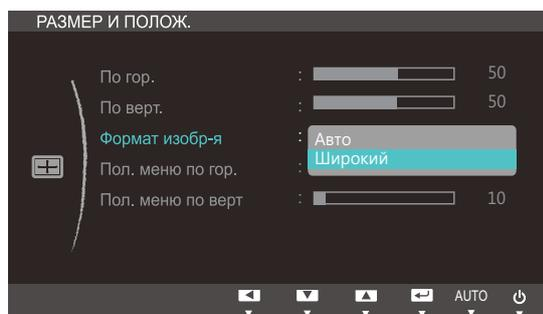 РАЗМЕР И ПОЛОЖ.
По гор. : 50
По верт. : 50
Формат изобр-я : Авто
Широкий
Пол. меню по гор. :
Пол. меню по верт : 10
AUTO